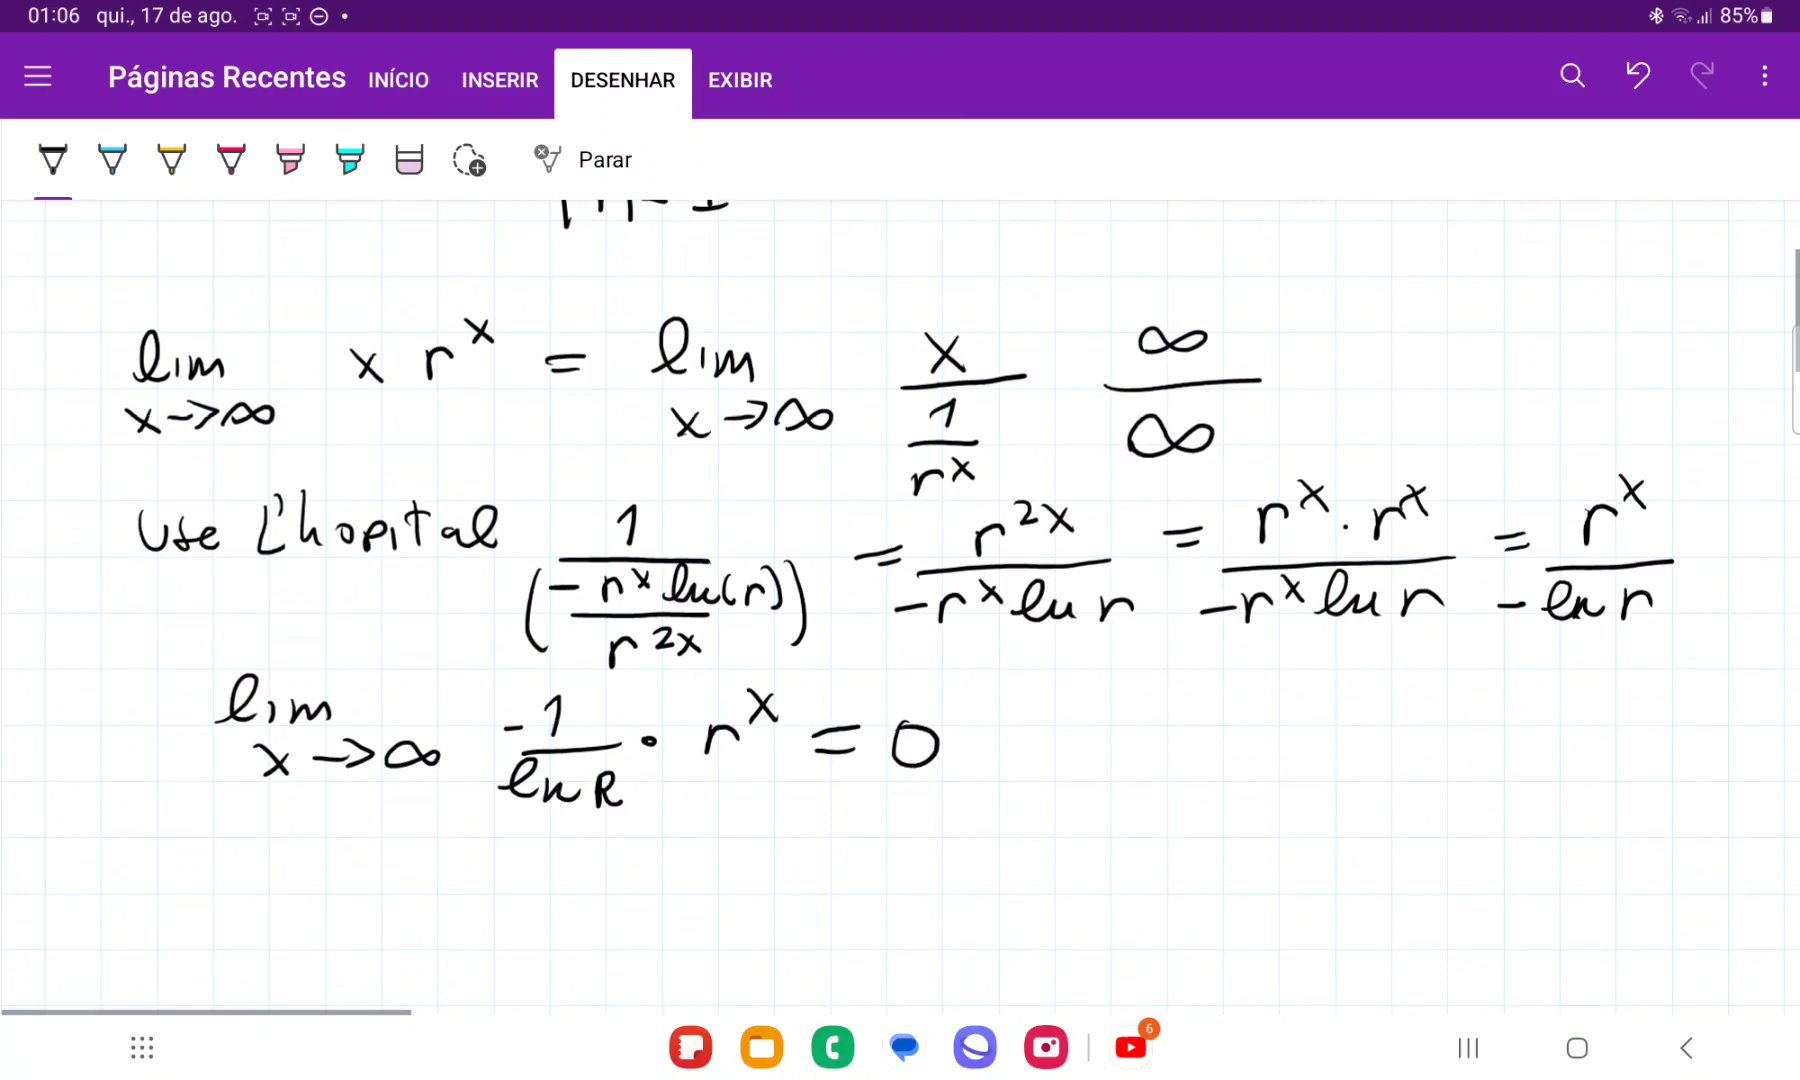 01:06 qui., 17 de ago. 85%
Páginas Recentes INÍCIO INSERIR DESENHAR EXIBIR
Parar
lim x→∞ x r^x = lim x→∞ x/(1/r^x) ∞/∞
Use L'hopital 1/(-r^x ln(r)/r^2x) = r^2x/(-r^x ln r) = r^x · r^x/(-r^x ln r) = r^x/(-ln r)
lim x→∞ -1/ln R · r^x = 0
6